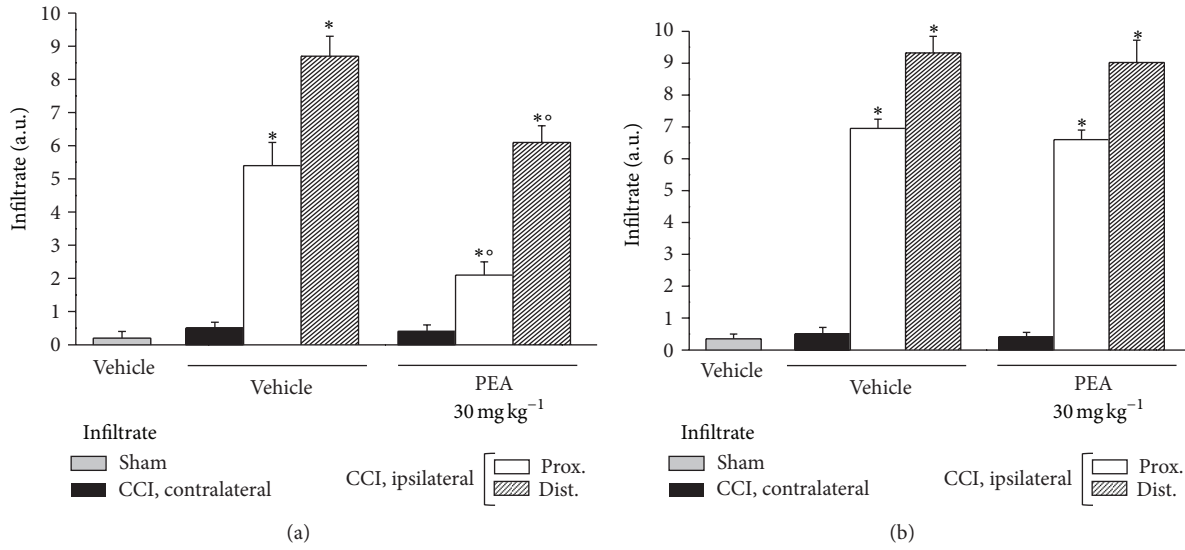 10
9
8
7
6
5
4
3
2
1
0
Infiltrate (a.u.)
*
*
*°
*°
Vehicle
Vehicle
PEA
30 mg kg⁻¹
Infiltrate
Sham
CCI, contralateral
CCI, ipsilateral
Prox.
Dist.
(a)
10
9
8
7
6
5
4
3
2
1
0
Infiltrate (a.u.)
*
*
*
*
Vehicle
Vehicle
PEA
30 mg kg⁻¹
Infiltrate
Sham
CCI, contralateral
CCI, ipsilateral
Prox.
Dist.
(b)